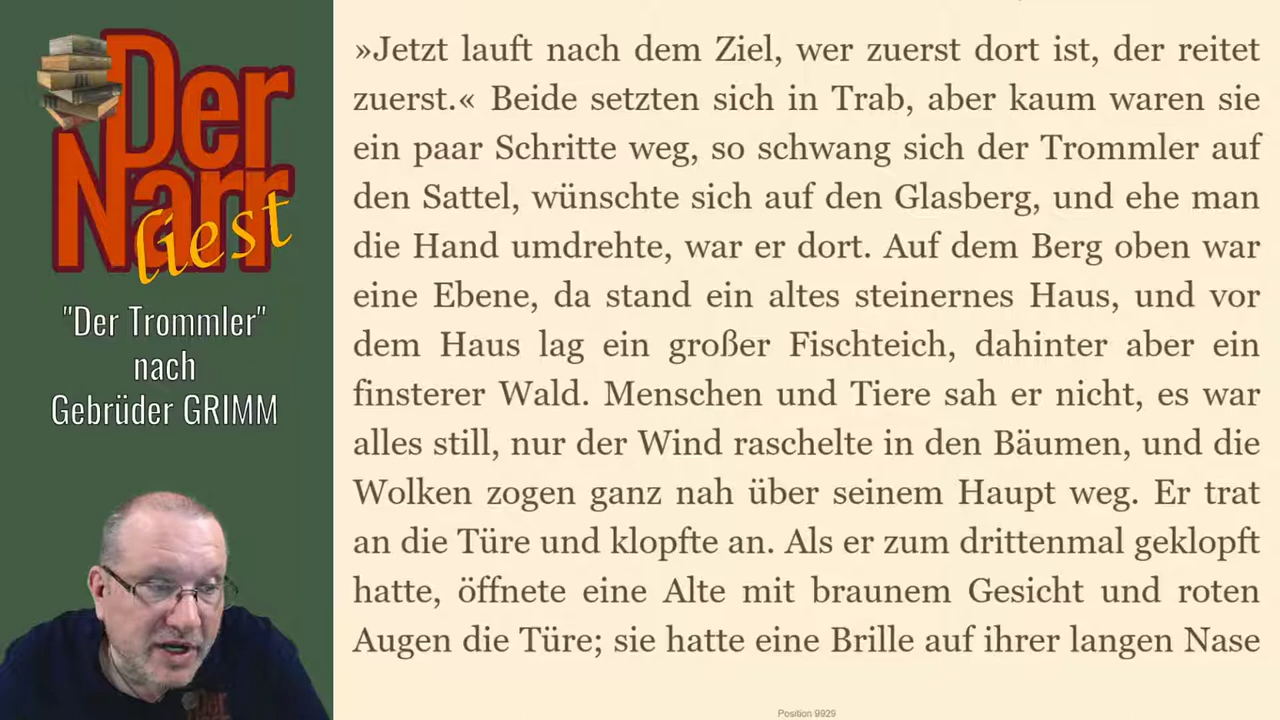 Der
Narr
liest
"Der Trommler"
nach
Gebrüder GRIMM
»Jetzt lauft nach dem Ziel, wer zuerst dort ist, der reitet
zuerst.« Beide setzten sich in Trab, aber kaum waren sie
ein paar Schritte weg, so schwang sich der Trommler auf
den Sattel, wünschte sich auf den Glasberg, und ehe man
die Hand umdrehte, war er dort. Auf dem Berg oben war
eine Ebene, da stand ein altes steinernes Haus, und vor
dem Haus lag ein großer Fischteich, dahinter aber ein
finsterer Wald. Menschen und Tiere sah er nicht, es war
alles still, nur der Wind raschelte in den Bäumen, und die
Wolken zogen ganz nah über seinem Haupt weg. Er trat
an die Türe und klopfte an. Als er zum drittenmal geklopft
hatte, öffnete eine Alte mit braunem Gesicht und roten
Augen die Türe; sie hatte eine Brille auf ihrer langen Nase
Position 9929